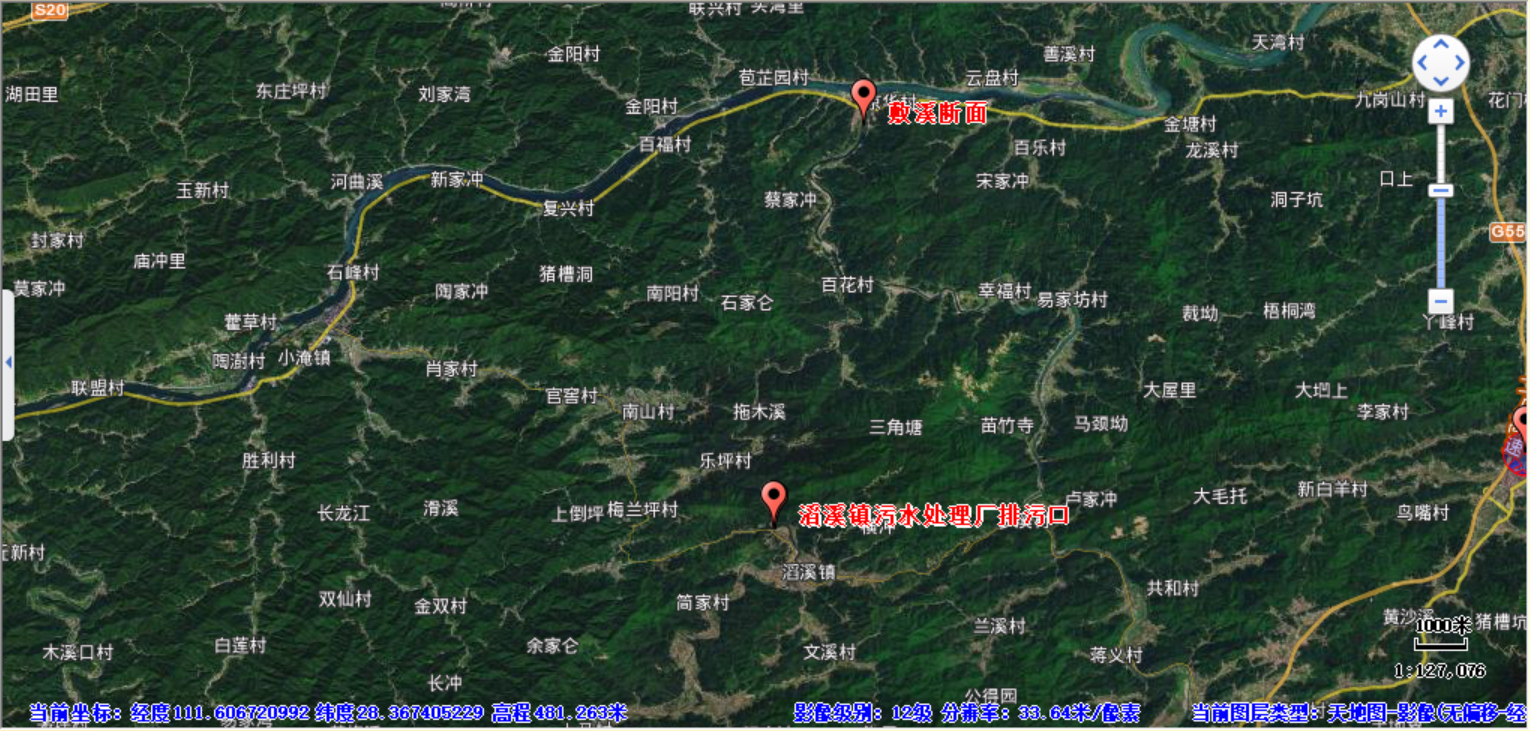 S20
联兴村
金阳村
善溪村
天湾村
湖田里
东庄坪村
刘家湾
苞芷园村
云盘村
金阳村
九岗山村
花门
敷溪断面
百福村
金塘村
百乐村
龙溪村
玉新村
河曲溪
新家冲
宋家冲
口上
复兴村
蔡家冲
洞子坑
封家村
G55
庙冲里
石峰村
猪槽洞
莫家冲
陶家冲
南阳村
石家仑
百花村
幸福村
易家坊村
裁坳
梧桐湾
丫峰村
藿草村
陶澍村
小淹镇
肖家村
联盟村
官窖村
南山村
拖木溪
三角塘
苗竹寺
马颈坳
大屋里
大凹上
李家村
胜利村
乐坪村
速
长龙江
滑溪
上倒坪
梅兰坪村
滔溪镇污水处理厂排污口
卢家冲
大毛托
新白羊村
鸟嘴村
新村
滔溪镇
双仙村
金双村
简家村
共和村
兰溪村
黄沙溪
猪槽坑
1000米
木溪口村
白莲村
余家仑
文溪村
蒋义村
1:127,076
长冲
公得园
当前坐标：经度111.606720992 纬度28.367405229 高程481.263米
影像级别：12级 分辨率：33.64米/像素
当前图层类型：天地图-影像(无偏移-经